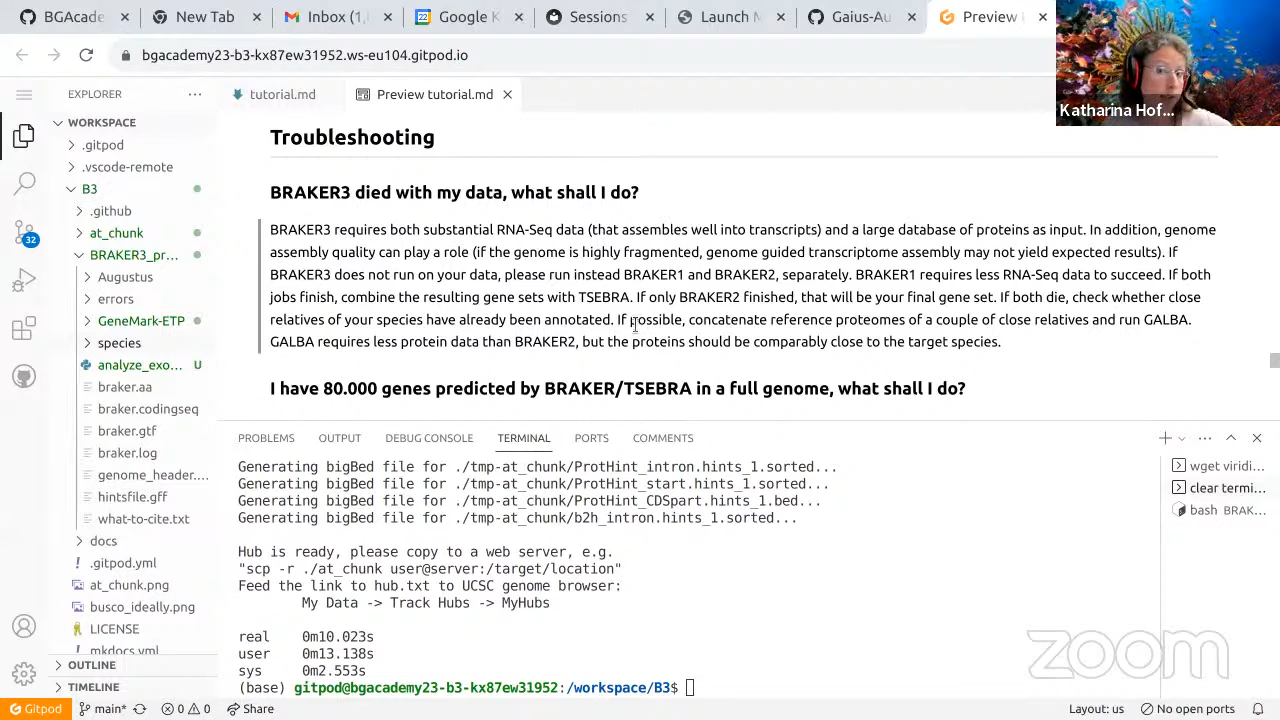 BGAcade
New Tab
Inbox (1,
Google K
Sessions
Launch M
Gaius-Au
Preview
bgacademy23-b3-kx87ew31952.ws-eu104.gitpod.io
Katharina Hof...
EXPLORER
tutorial.md
Preview tutorial.md
WORKSPACE
.gitpod
.vscode-remote
B3
.github
at_chunk
BRAKER3_pr...
Augustus
errors
GeneMark-ETP
species
analyze_exo... U
braker.aa
braker.codingseq
braker.gtf
braker.log
genome_header....
hintsfile.gff
what-to-cite.txt
docs
.gitpod.yml
at_chunk.png
busco_ideally.png
LICENSE
mkdocs.yml
OUTLINE
TIMELINE
32
Troubleshooting
BRAKER3 died with my data, what shall I do?
BRAKER3 requires both substantial RNA-Seq data (that assembles well into transcripts) and a large database of proteins as input. In addition, genome
assembly quality can play a role (if the genome is highly fragmented, genome guided transcriptome assembly may not yield expected results). If
BRAKER3 does not run on your data, please run instead BRAKER1 and BRAKER2, separately. BRAKER1 requires less RNA-Seq data to succeed. If both
jobs finish, combine the resulting gene sets with TSEBRA. If only BRAKER2 finished, that will be your final gene set. If both die, check whether close
relatives of your species have already been annotated. If possible, concatenate reference proteomes of a couple of close relatives and run GALBA.
GALBA requires less protein data than BRAKER2, but the proteins should be comparably close to the target species.
I have 80.000 genes predicted by BRAKER/TSEBRA in a full genome, what shall I do?
PROBLEMS OUTPUT DEBUG CONSOLE TERMINAL PORTS COMMENTS
Generating bigBed file for ./tmp-at_chunk/ProtHint_intron.hints_1.sorted...
Generating bigBed file for ./tmp-at_chunk/ProtHint_start.hints_1.sorted...
Generating bigBed file for ./tmp-at_chunk/ProtHint_CDSpart.hints_1.bed...
Generating bigBed file for ./tmp-at_chunk/b2h_intron.hints_1.sorted...
Hub is ready, please copy to a web server, e.g.
"scp -r ./at_chunk user@server:/target/location"
Feed the link to hub.txt to UCSC genome browser:
My Data -> Track Hubs -> MyHubs
real 0m10.023s
user 0m13.138s
sys 0m2.553s
(base) gitpod@bgacademy23-b3-kx87ew31952:/workspace/B3$
wget viridi...
clear termi...
bash BRAK...
zoom
Gitpod main* 0 0 Share Layout: us No open ports